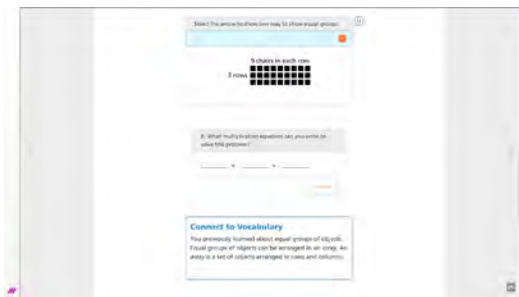 Select the arrow to show one way to show equal groups.
9 chairs in each row
3 rows
B. What multiplication equation can you write to
solve this problem?
Connect to Vocabulary
You previously learned about equal groups of objects.
Equal groups of objects can be arranged in an array. An
array is a set of objects arranged in rows and columns.